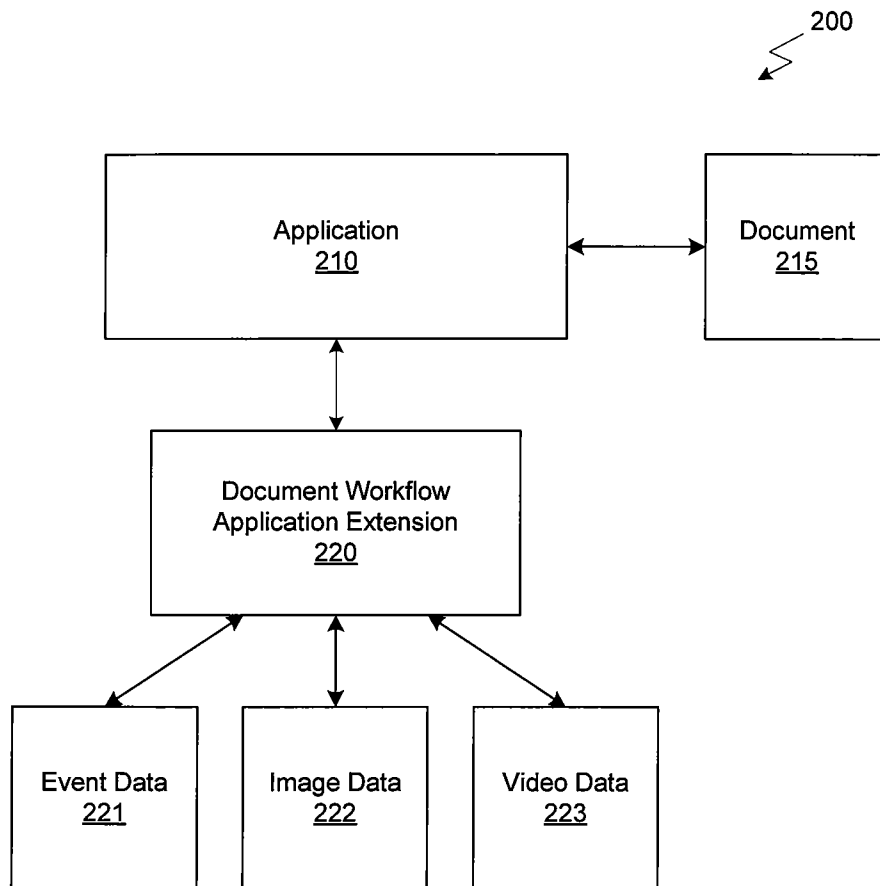 200
Application
210
Document
215
Document Workflow
Application Extension
220
Event Data
221
Image Data
222
Video Data
223